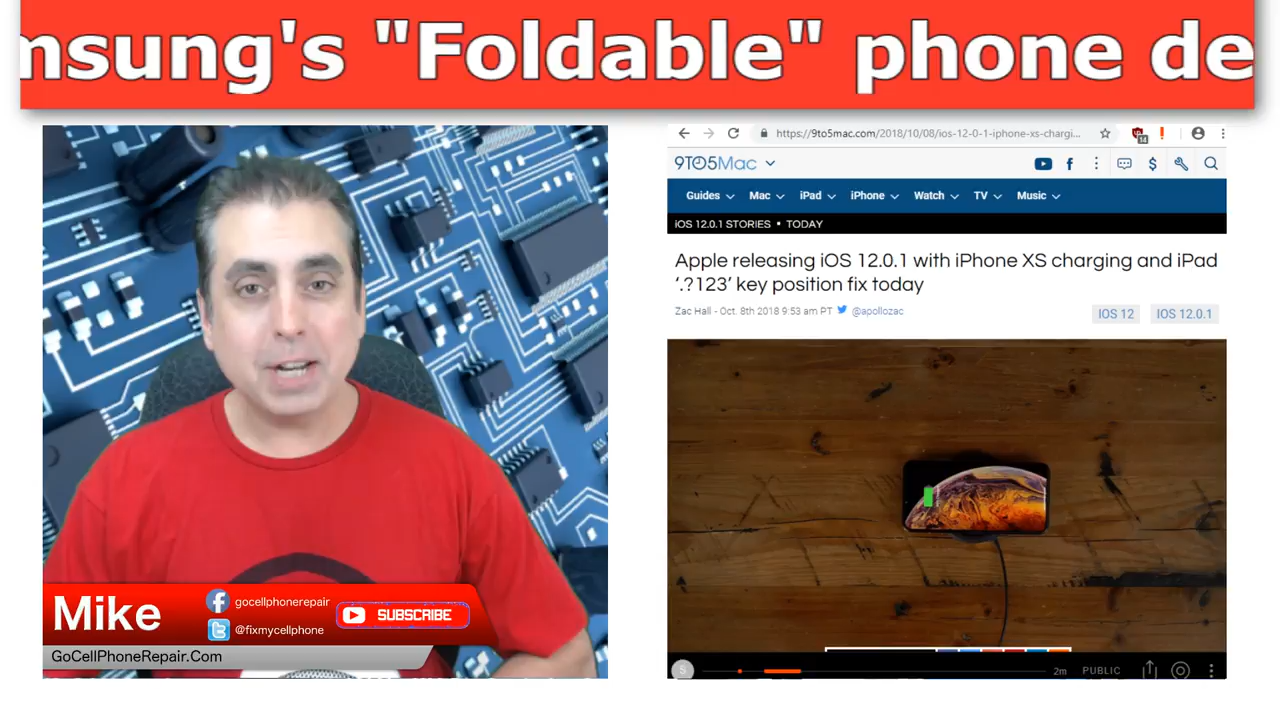 msung's "Foldable" phone de
https://9to5mac.com/2018/10/08/ios-12-0-1-iphone-xs-chargi...
14
9TO5Mac
$
Guides Mac iPad iPhone Watch TV Music
iOS 12.0.1 STORIES • TODAY
Apple releasing iOS 12.0.1 with iPhone XS charging and iPad
‘.?123’ key position fix today
Zac Hall - Oct. 8th 2018 9:53 am PT @apollozac
IOS 12 IOS 12.0.1
Mike
gocellphonerepair
SUBSCRIBE
@fixmycellphone
GoCellPhoneRepair.Com
S
2m PUBLIC